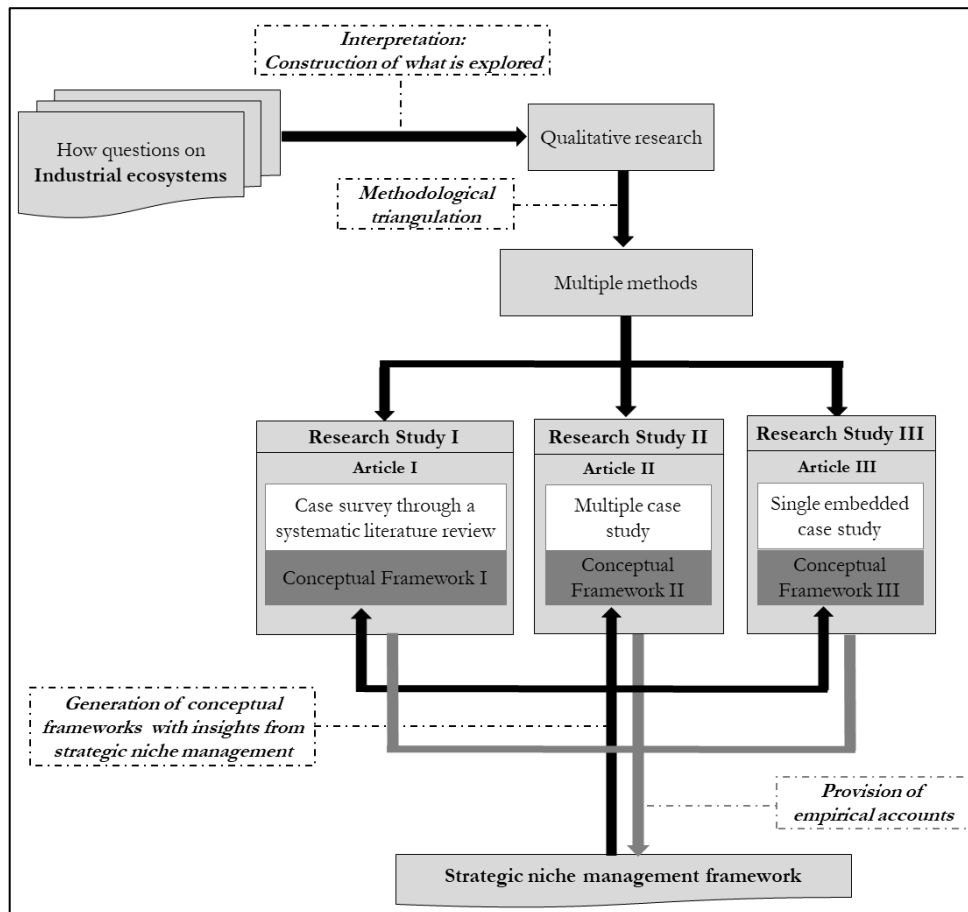 Interpretation:
Construction of what is explored
How questions on
Industrial ecosystems
Qualitative research
Methodological
triangulation
Multiple methods
Research Study I
Article I
Case survey through a
systematic literature review
Conceptual Framework I
Research Study II
Article II
Multiple case
study
Conceptual
Framework II
Research Study III
Article III
Single embedded
case study
Conceptual
Framework III
Generation of conceptual
frameworks with insights from
strategic niche management
Provision of
empirical accounts
Strategic niche management framework